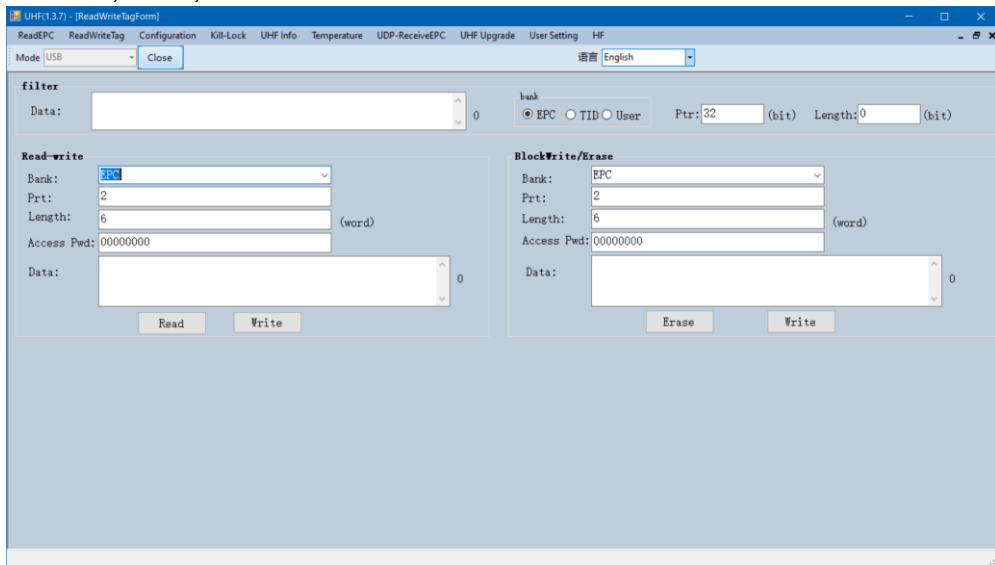 UHF(1.3.7) - [ReadWriteTagForm]
ReadEPC ReadWriteTag Configuration Kill-Lock UHF Info Temperature UDP-ReceiveEPC UHF Upgrade User Setting HF
Mode USB Close 语言 English
filter
Data: 0
bank
EPC TID User Ptr: 32 (bit) Length: 0 (bit)
Read-write
Bank: EPC
Prt: 2
Length: 6 (word)
Access Pwd: 00000000
Data: 0
Read Write
BlockWrite/Erase
Bank: EPC
Prt: 2
Length: 6 (word)
Access Pwd: 00000000
Data: 0
Erase Write